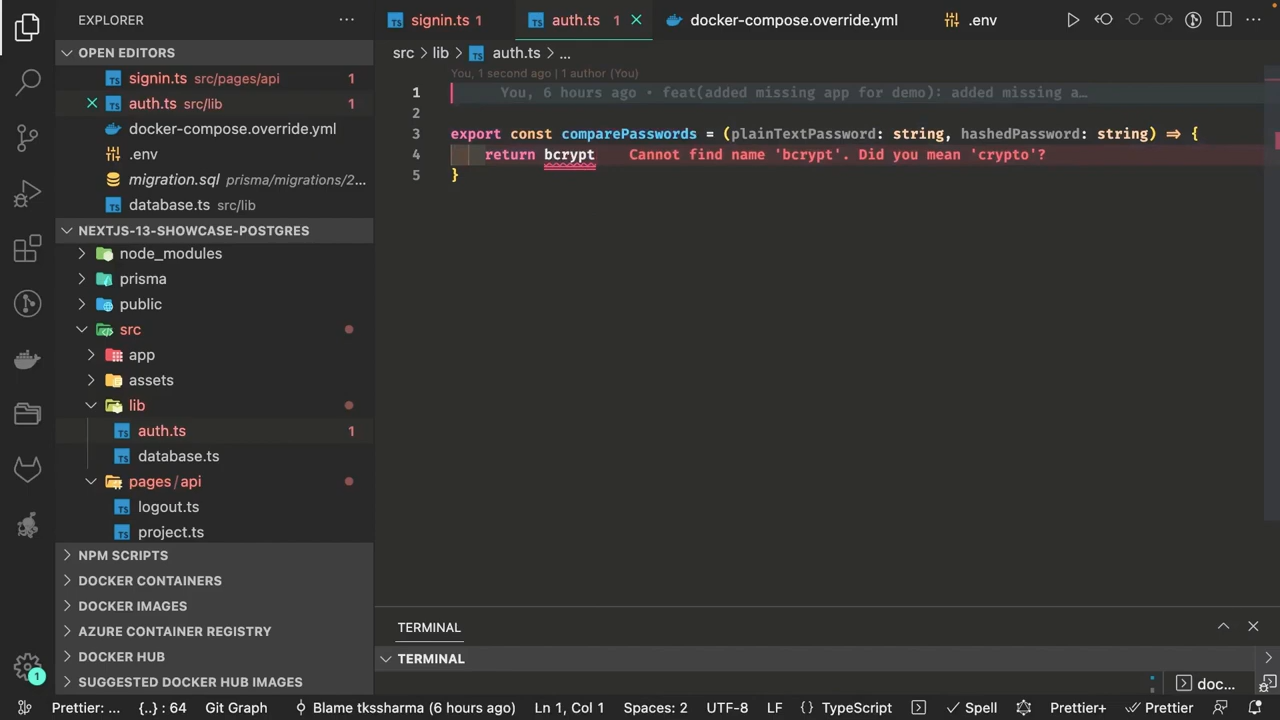 EXPLORER
signin.ts 1
auth.ts 1
docker-compose.override.yml
.env
OPEN EDITORS
signin.ts src/pages/api 1
auth.ts src/lib 1
docker-compose.override.yml
.env
migration.sql prisma/migrations/2...
database.ts src/lib
NEXTJS-13-SHOWCASE-POSTGRES
node_modules
prisma
public
src
app
assets
lib
auth.ts 1
database.ts
pages/api
logout.ts
project.ts
NPM SCRIPTS
DOCKER CONTAINERS
DOCKER IMAGES
AZURE CONTAINER REGISTRY
DOCKER HUB
SUGGESTED DOCKER HUB IMAGES
1
src > lib > TS auth.ts > ...
You, 1 second ago | 1 author (You)
1 You, 6 hours ago • feat(added missing app for demo): added missing a…
2
3 export const comparePasswords = (plainTextPassword: string, hashedPassword: string) => {
4 return bcrypt Cannot find name 'bcrypt'. Did you mean 'crypto'?
5 }
TERMINAL
TERMINAL
doc...
Prettier: ... {..} : 64 Git Graph Blame tkssharma (6 hours ago) Ln 1, Col 1 Spaces: 2 UTF-8 LF {} TypeScript Spell Prettier+ Prettier